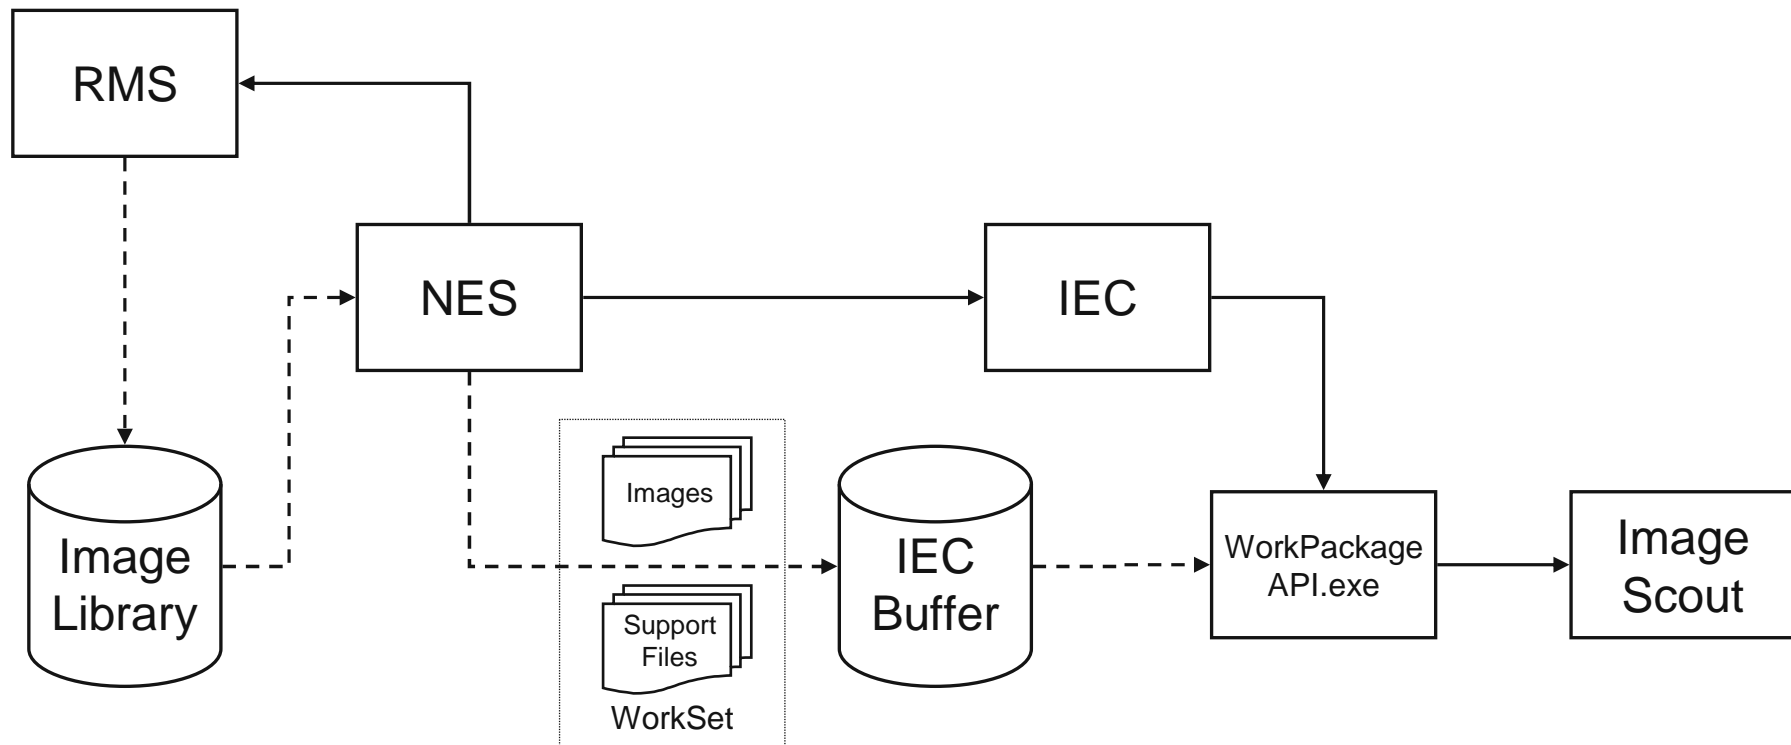 RMS
NES
IEC
Images
Image
Library
IEC
Buffer
WorkPackage
API.exe
Image
Scout
Support
Files
WorkSet